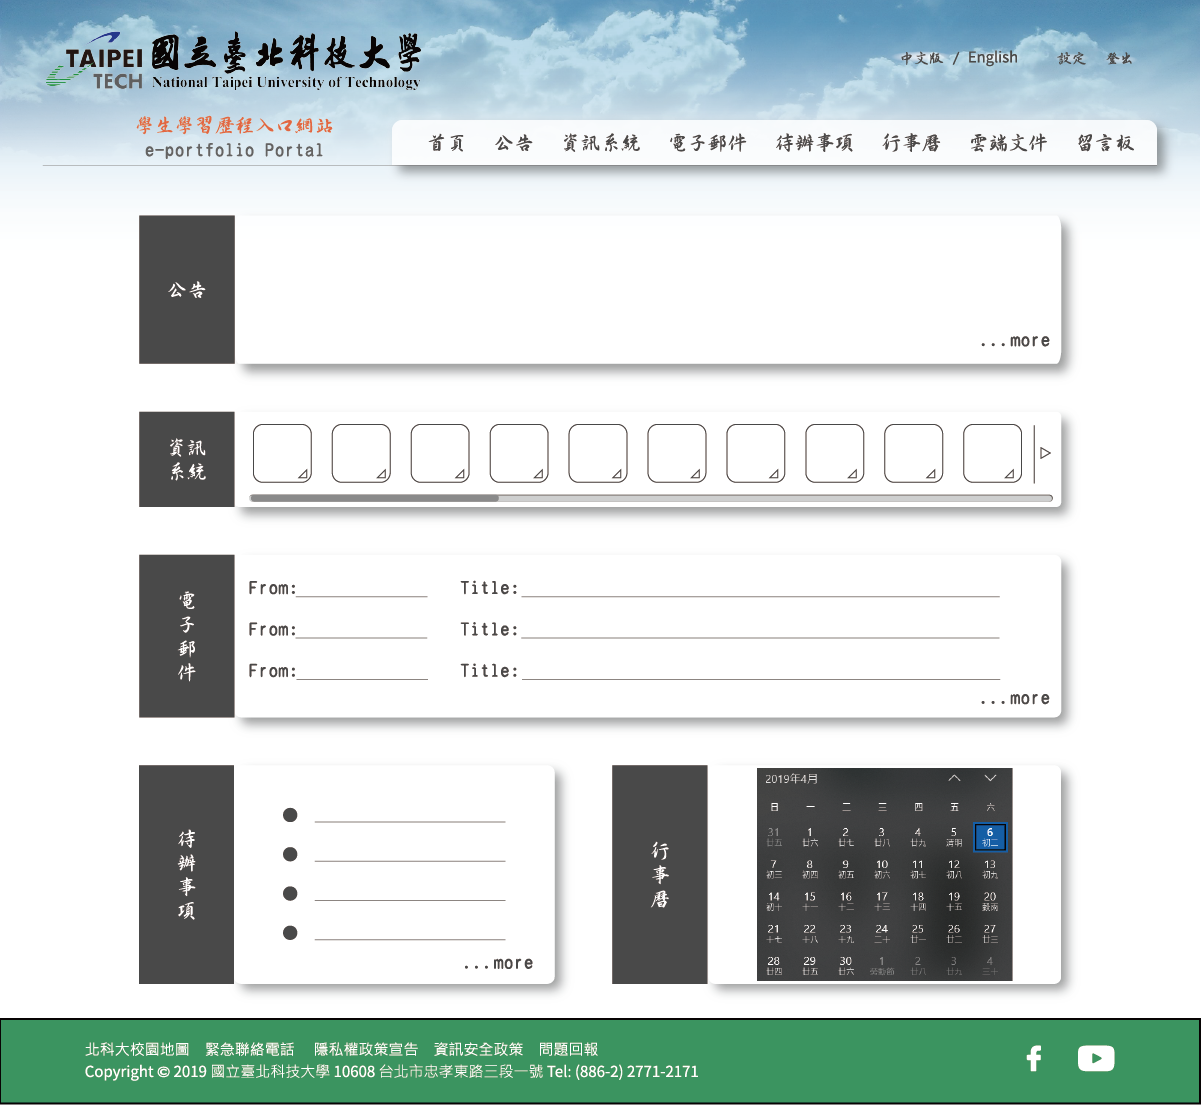 TAIPEI
TECH
國立臺北科技大學
National Taipei University of Technology
中文版 / English 設定 登出
學生學習歷程入口網站
e-portfolio Portal
首頁 公告 資訊系統 電子郵件 待辦事項 行事曆 雲端文件 留言板
公告
...more
資訊
系統
電子郵件
From: Title:
From: Title:
From: Title:
...more
待辦事項
...more
行事曆
2019年4月
日 一 二 三 四 五 六
31 1 2 3 4 5 6
廿五 廿六 廿七 廿八 廿九 清明 初二
7 8 9 10 11 12 13
初三 初四 初五 初六 初七 初八 初九
14 15 16 17 18 19 20
初十 十一 十二 十三 十四 十五 穀雨
21 22 23 24 25 26 27
十七 十八 十九 二十 廿一 廿二 廿三
28 29 30 1 2 3 4
廿四 廿五 廿六 勞動節 廿八 廿九 三十
北科大校園地圖 緊急聯絡電話 隱私權政策宣告 資訊安全政策 問題回報
Copyright © 2019 國立臺北科技大學 10608 台北市忠孝東路三段一號 Tel: (886-2) 2771-2171